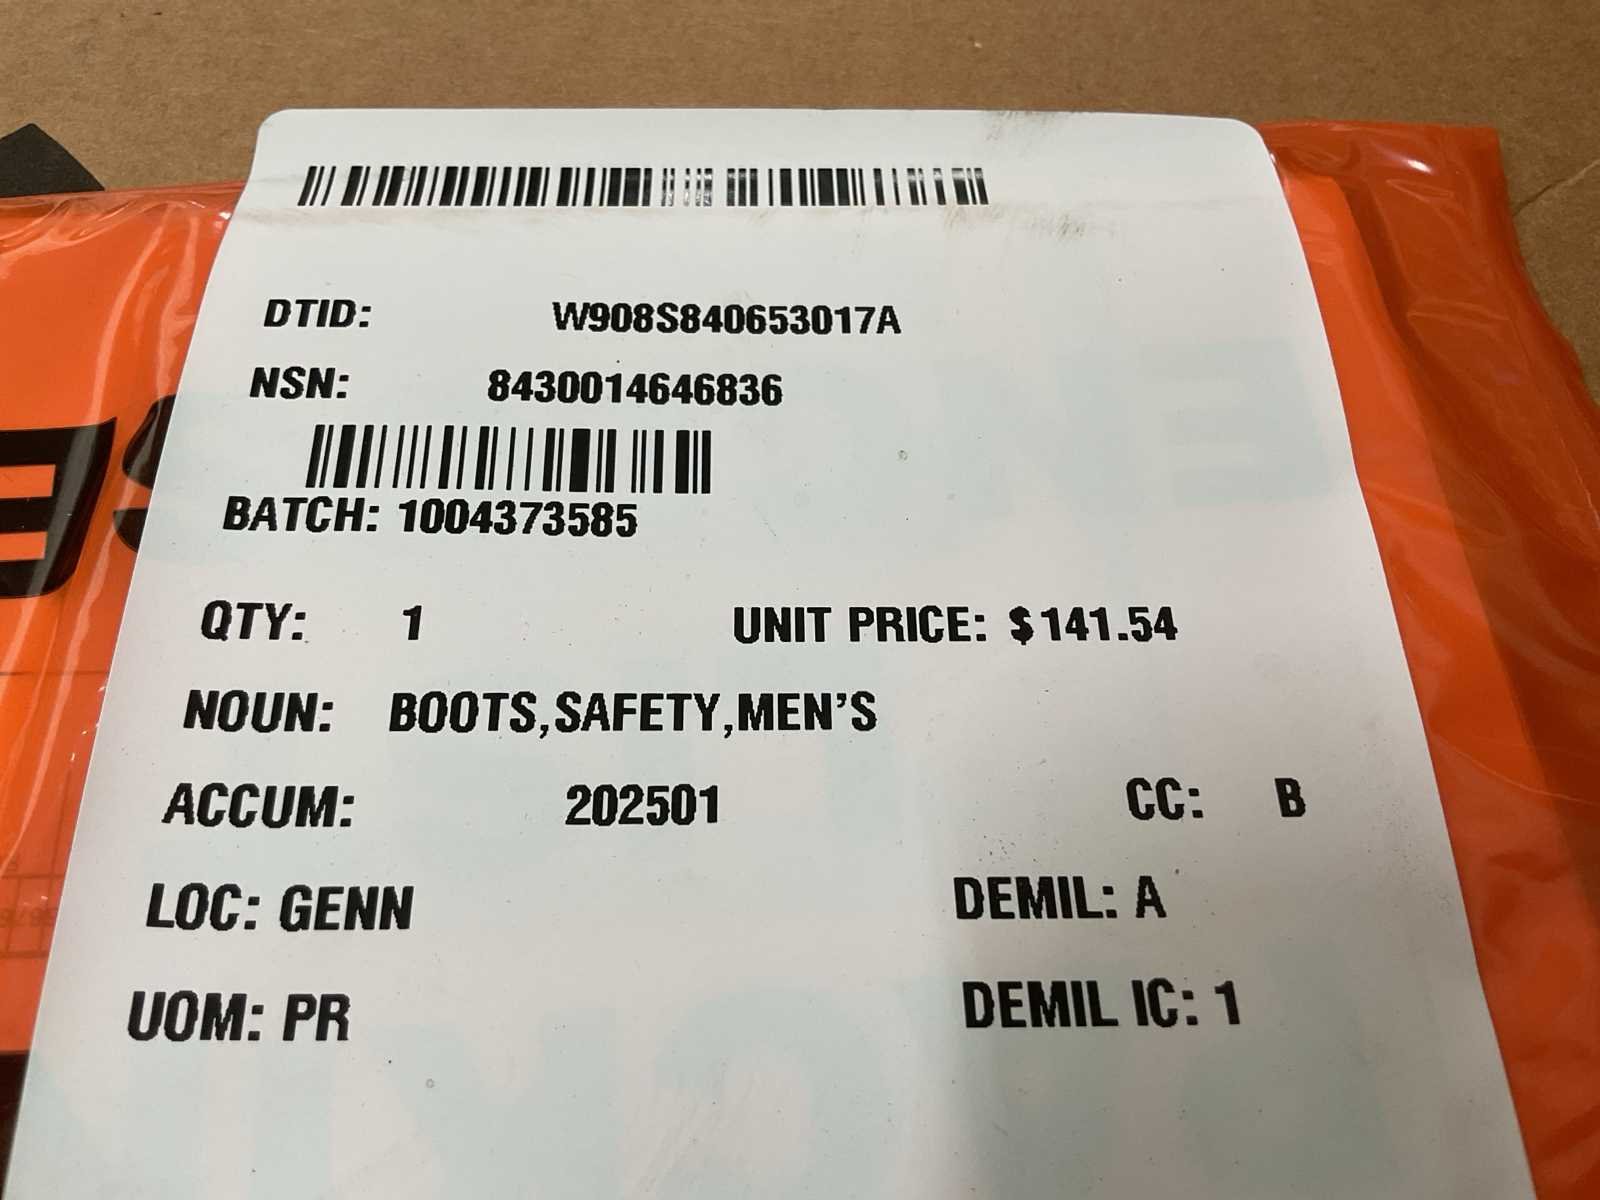 DTID: W908S840653017A
NSN: 8430014646836
BATCH: 1004373585
QTY: 1 UNIT PRICE: $141.54
NOUN: BOOTS,SAFETY,MEN'S
ACCUM: 202501 CC: B
LOC: GENN DEMIL: A
UOM: PR DEMIL IC: 1